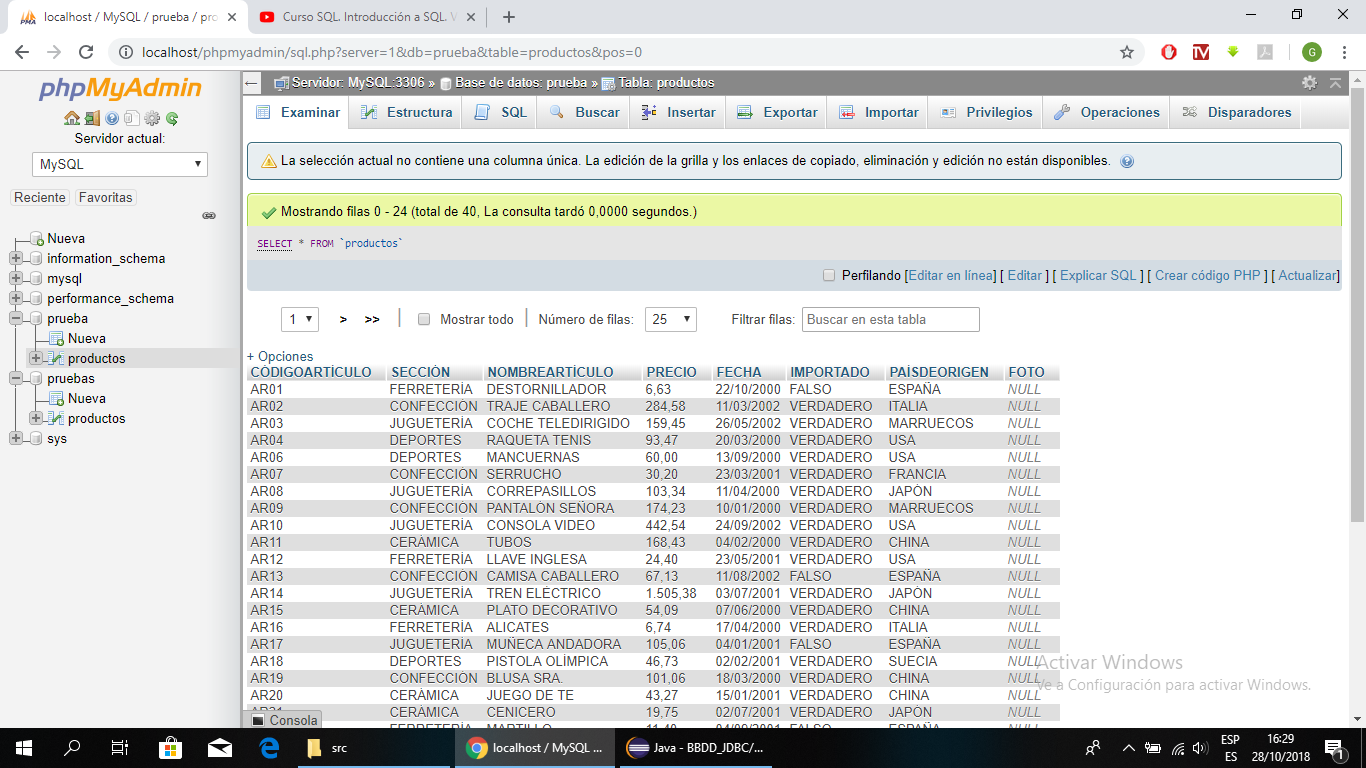 localhost / MySQL / prueba / pro
Curso SQL. Introducción a SQL. V
localhost/phpmyadmin/sql.php?server=1&db=prueba&table=productos&pos=0
phpMyAdmin
Servidor actual:
MySQL
Reciente Favoritas
Nueva
information_schema
mysql
performance_schema
prueba
Nueva
productos
pruebas
Nueva
productos
sys
Servidor: MySQL:3306 » Base de datos: prueba » Tabla: productos
Examinar Estructura SQL Buscar Insertar Exportar Importar Privilegios Operaciones Disparadores
La selección actual no contiene una columna única. La edición de la grilla y los enlaces de copiado, eliminación y edición no están disponibles.
Mostrando filas 0 - 24 (total de 40, La consulta tardó 0,0000 segundos.)
SELECT * FROM `productos`
Perfilando [Editar en línea] [ Editar ] [ Explicar SQL ] [ Crear código PHP ] [ Actualizar]
1 > >> Mostrar todo Número de filas: 25 Filtrar filas: Buscar en esta tabla
+ Opciones
CÓDIGOARTÍCULO SECCIÓN NOMBREARTÍCULO PRECIO FECHA IMPORTADO PAÍSDEORIGEN FOTO
AR01 FERRETERÍA DESTORNILLADOR 6,63 22/10/2000 FALSO ESPAÑA NULL
AR02 CONFECCIÓN TRAJE CABALLERO 284,58 11/03/2002 VERDADERO ITALIA NULL
AR03 JUGUETERÍA COCHE TELEDIRIGIDO 159,45 26/05/2002 VERDADERO MARRUECOS NULL
AR04 DEPORTES RAQUETA TENIS 93,47 20/03/2000 VERDADERO USA NULL
AR06 DEPORTES MANCUERNAS 60,00 13/09/2000 VERDADERO USA NULL
AR07 CONFECCIÓN SERRUCHO 30,20 23/03/2001 VERDADERO FRANCIA NULL
AR08 JUGUETERÍA CORREPASILLOS 103,34 11/04/2000 VERDADERO JAPÓN NULL
AR09 CONFECCIÓN PANTALÓN SEÑORA 174,23 10/01/2000 VERDADERO MARRUECOS NULL
AR10 JUGUETERÍA CONSOLA VIDEO 442,54 24/09/2002 VERDADERO USA NULL
AR11 CERÁMICA TUBOS 168,43 04/02/2000 VERDADERO CHINA NULL
AR12 FERRETERÍA LLAVE INGLESA 24,40 23/05/2001 VERDADERO USA NULL
AR13 CONFECCIÓN CAMISA CABALLERO 67,13 11/08/2002 FALSO ESPAÑA NULL
AR14 JUGUETERÍA TREN ELÉCTRICO 1.505,38 03/07/2001 VERDADERO JAPÓN NULL
AR15 CERÁMICA PLATO DECORATIVO 54,09 07/06/2000 VERDADERO CHINA NULL
AR16 FERRETERÍA ALICATES 6,74 17/04/2000 VERDADERO ITALIA NULL
AR17 JUGUETERÍA MUÑECA ANDADORA 105,06 04/01/2001 FALSO ESPAÑA NULL
AR18 DEPORTES PISTOLA OLÍMPICA 46,73 02/02/2001 VERDADERO SUECIA NULL
AR19 CONFECCIÓN BLUSA SRA. 101,06 18/03/2000 VERDADERO CHINA NULL
AR20 CERÁMICA JUEGO DE TE 43,27 15/01/2001 VERDADERO CHINA NULL
CERÁMICA CENICERO 19,75 02/07/2001 VERDADERO JAPÓN NULL
Activar Windows
Ve a Configuración para activar Windows.
Consola
src
localhost / MySQL ...
Java - BBDD_JDBC/...
ESP
ES
16:29
28/10/2018
1